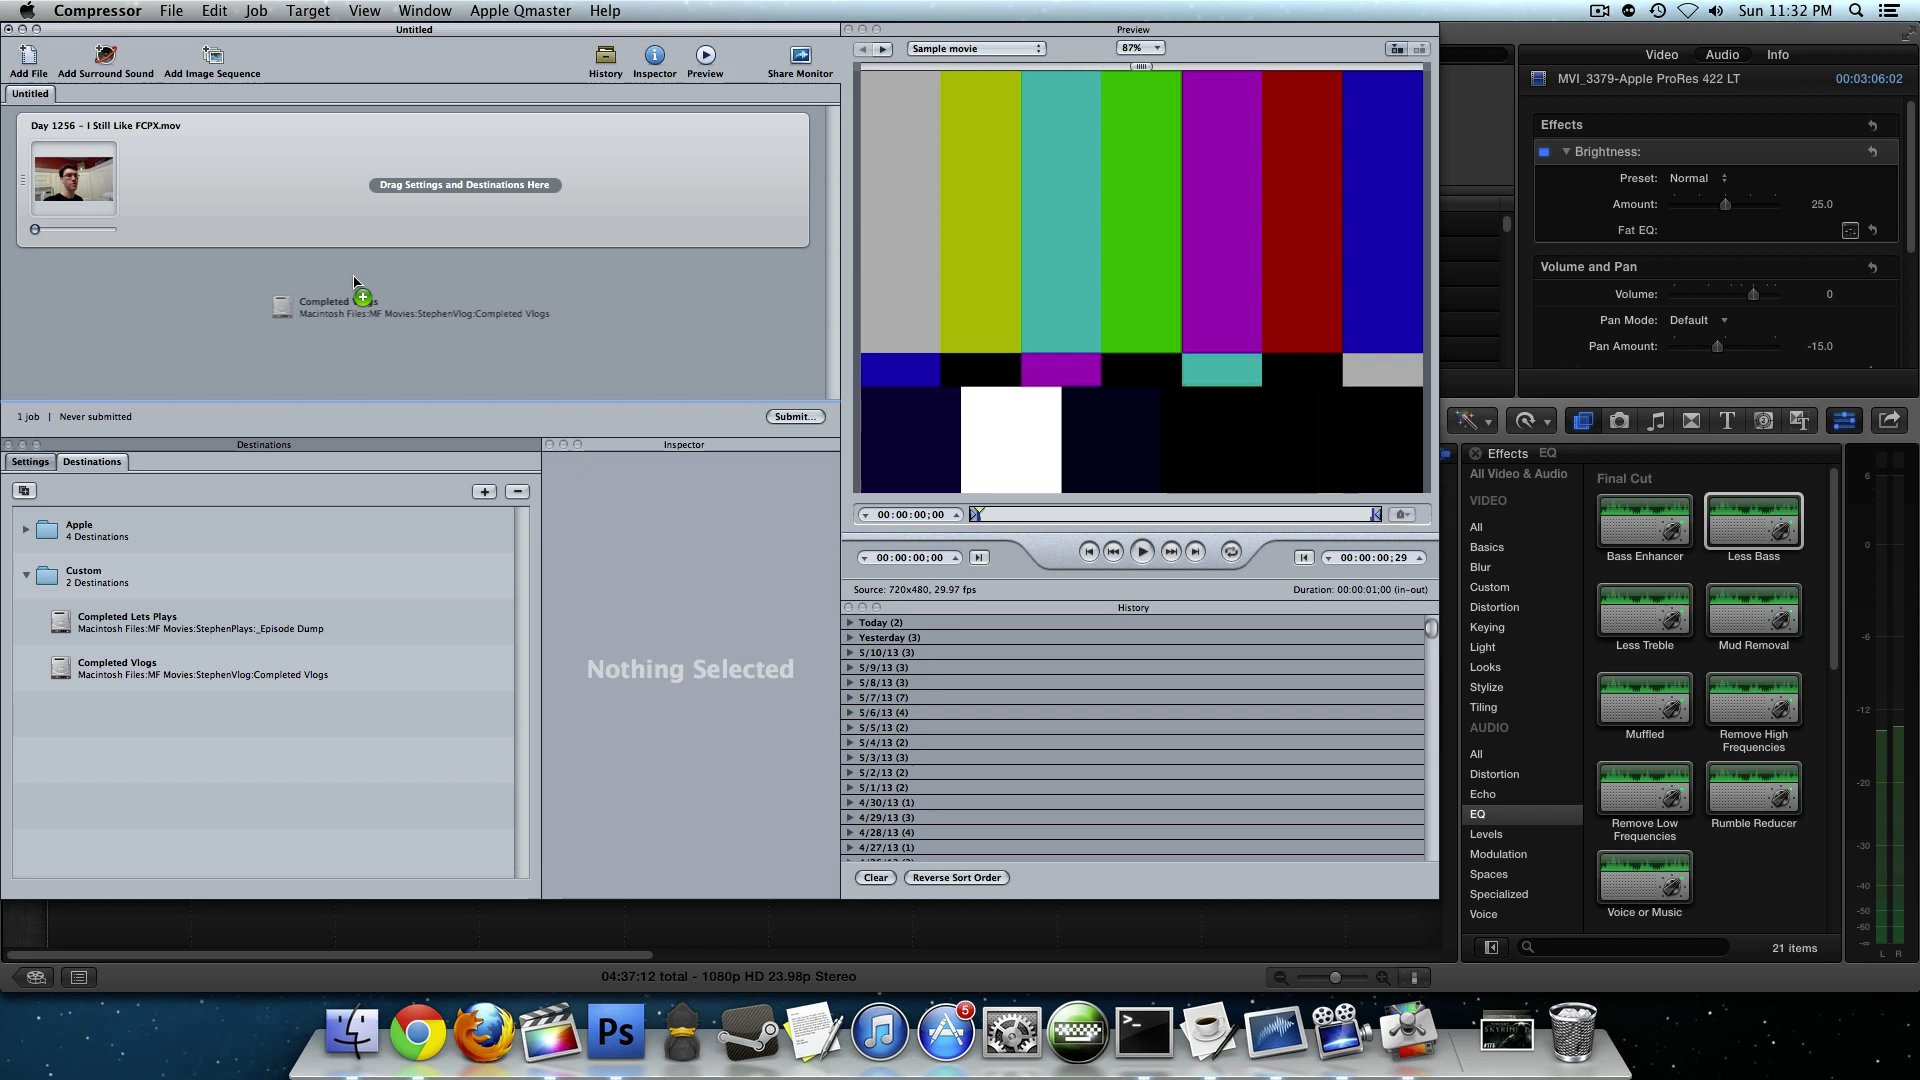 Compressor File Edit Job Target View Window Apple Qmaster Help
Sun 11:32 PM
Untitled
Add File
Add Surround Sound
Add Image Sequence
History
Inspector
Preview
Share Monitor
Untitled
Day 1256 - I Still Like FCPX.mov
Drag Settings and Destinations Here
Completed
Macintosh Files:MF Movies:StephenVlog:Completed Vlogs
1 job | Never submitted
Submit...
Destinations
Settings
Destinations
Apple
4 Destinations
Custom
2 Destinations
Completed Lets Plays
Macintosh Files:MF Movies:StephenPlays:_Episode Dump
Completed Vlogs
Macintosh Files:MF Movies:StephenVlog:Completed Vlogs
Inspector
Nothing Selected
Preview
Sample movie
87%
00:00:00;00
00:00:00;00
00:00:00;29
Source: 720x480, 29.97 fps
Duration: 00:00:01;00 (in-out)
History
Today (2)
Yesterday (3)
5/10/13 (3)
5/9/13 (3)
5/8/13 (3)
5/7/13 (7)
5/6/13 (4)
5/5/13 (2)
5/4/13 (2)
5/3/13 (3)
5/2/13 (2)
5/1/13 (2)
4/30/13 (1)
4/29/13 (3)
4/28/13 (4)
4/27/13 (1)
Clear
Reverse Sort Order
Video Audio Info
MVI_3379-Apple ProRes 422 LT
00:03:06:02
Effects
Brightness:
Preset: Normal
Amount: 25.0
Fat EQ:
Volume and Pan
Volume: 0
Pan Mode: Default
Pan Amount: -15.0
Effects EQ
All Video & Audio
VIDEO
All
Basics
Blur
Custom
Distortion
Keying
Light
Looks
Stylize
Tiling
AUDIO
All
Distortion
Echo
EQ
Levels
Modulation
Spaces
Specialized
Voice
Final Cut
Bass Enhancer
Less Bass
Less Treble
Mud Removal
Muffled
Remove High Frequencies
Remove Low Frequencies
Rumble Reducer
Voice or Music
21 items
6
0
-6
-12
-20
-30
-40
-50
-60
-∞
L R
04:37:12 total - 1080p HD 23.98p Stereo
Ps
5
SKYRIM